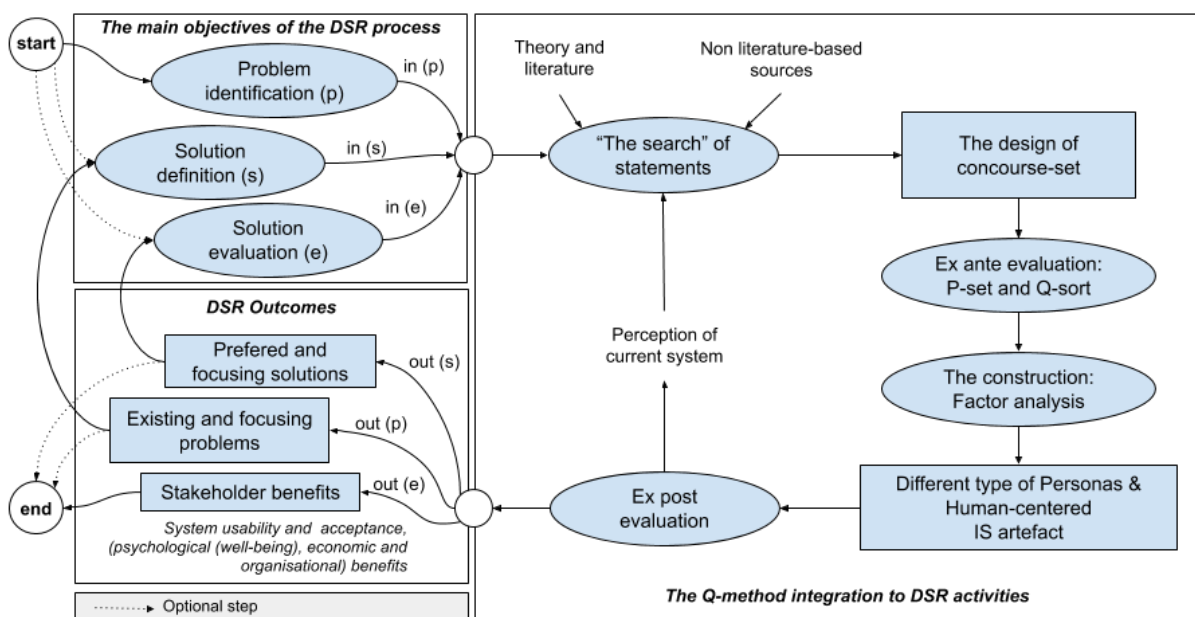 The main objectives of the DSR process
start
Problem
identification (p)
in (p)
Solution
definition (s)
in (s)
Solution
evaluation (e)
in (e)
DSR Outcomes
Prefered and
focusing solutions
out (s)
Existing and focusing
problems
out (p)
Stakeholder benefits
out (e)
end
System usability and acceptance,
(psychological (well-being), economic and
organisational) benefits
Optional step
Theory and
literature
Non literature-based
sources
“The search” of
statements
The design of
concourse-set
Ex ante evaluation:
P-set and Q-sort
Perception of
current system
The construction:
Factor analysis
Different type of Personas &
Human-centered
IS artefact
Ex post
evaluation
The Q-method integration to DSR activities